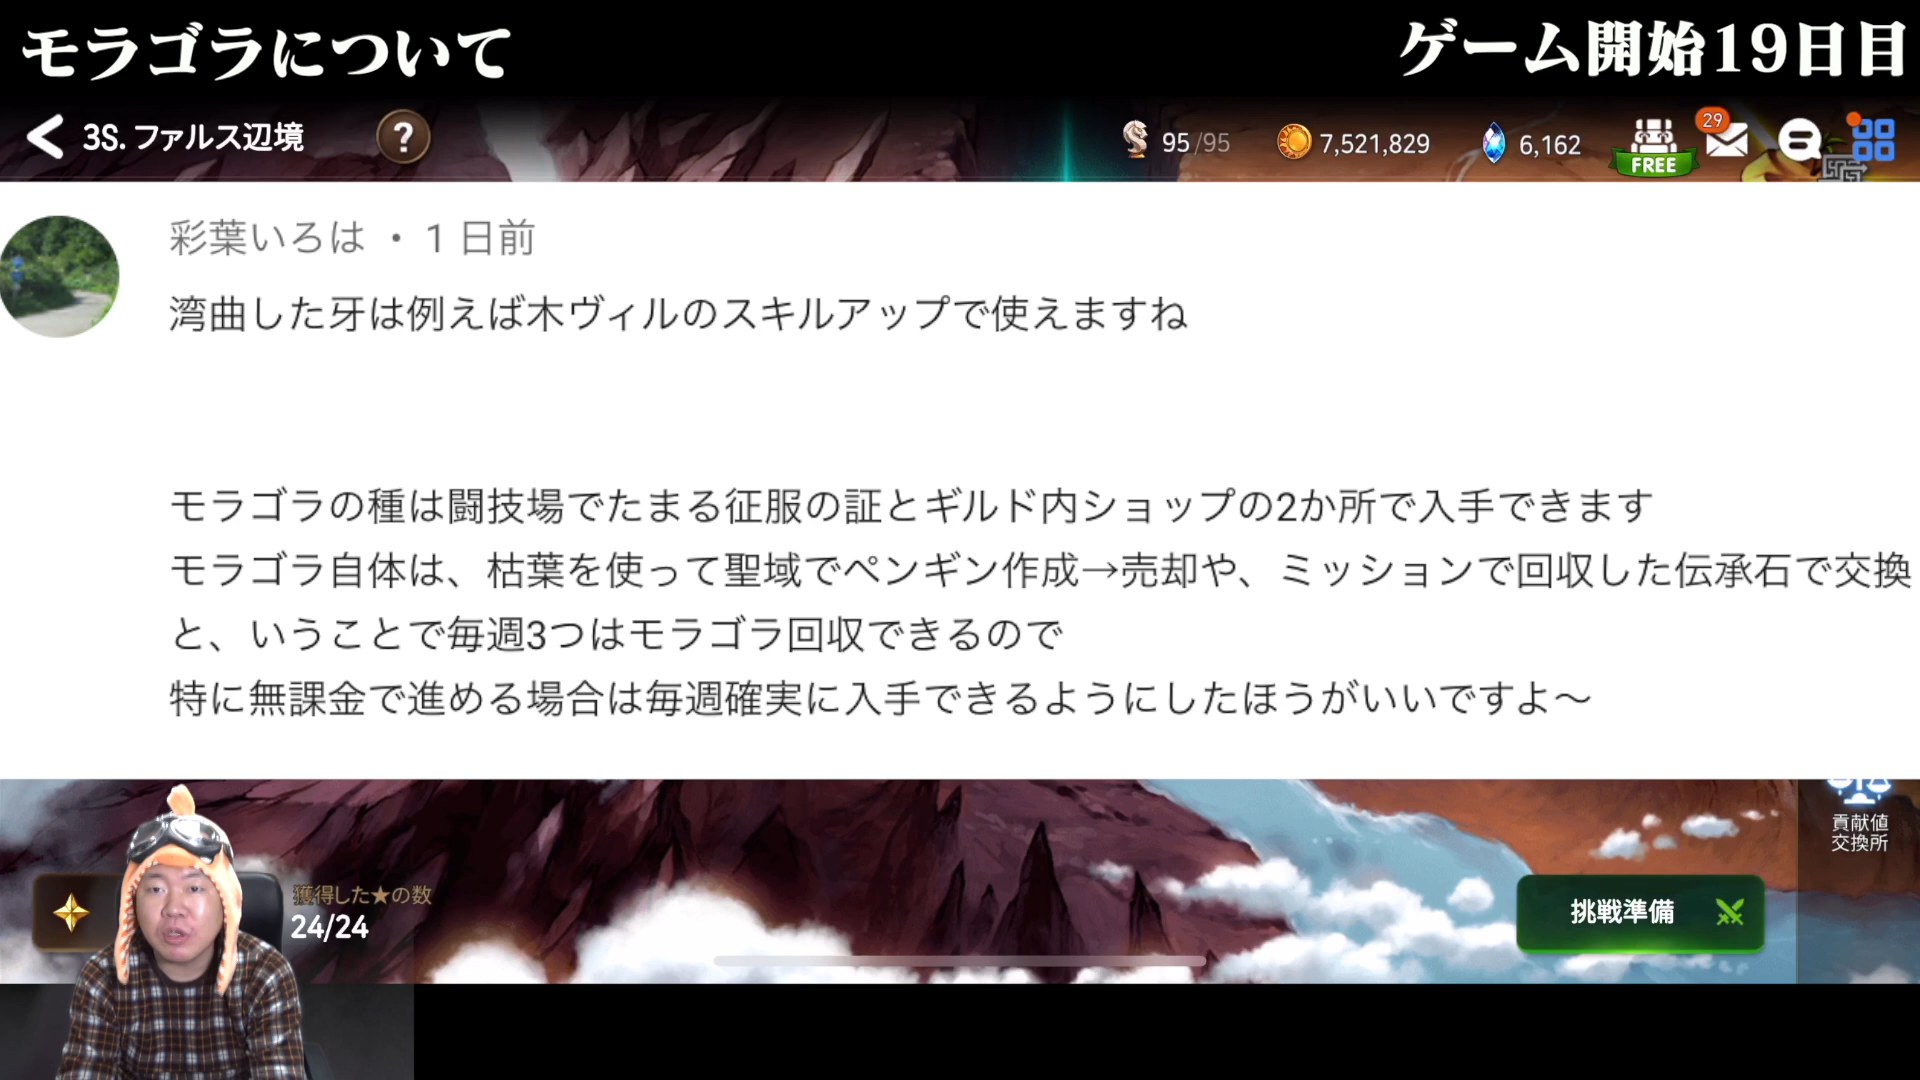 モラゴラについて
ゲーム開始19日目
3S. ファルス辺境
?
95/95
7,521,829
6,162
FREE
29
彩葉いろは ・ 1 日前
湾曲した牙は例えば木ヴィルのスキルアップで使えますね
モラゴラの種は闘技場でたまる征服の証とギルド内ショップの2か所で入手できます
モラゴラ自体は、枯葉を使って聖域でペンギン作成→売却や、ミッションで回収した伝承石で交換
と、いうことで毎週3つはモラゴラ回収できるので
特に無課金で進める場合は毎週確実に入手できるようにしたほうがいいですよ～
貢献値
交換所
獲得した★の数
24/24
挑戦準備